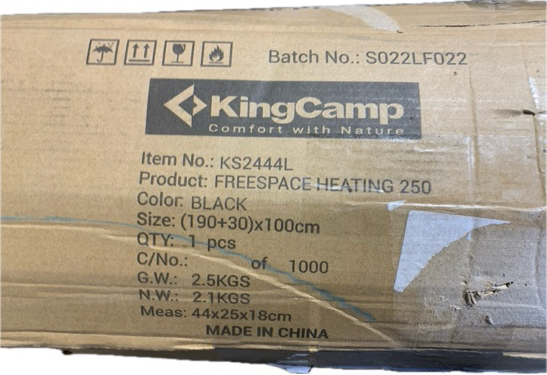 Batch No.: S022LF022
KingCamp
Comfort with Nature
Item No.: KS2444L
Product: FREESPACE HEATING 250
Color: BLACK
Size: (190+30)x100cm
QTY: 1 pcs
C/No.: of 1000
G.W.: 2.5KGS
N.W.: 2.1KGS
Meas: 44x25x18cm
MADE IN CHINA